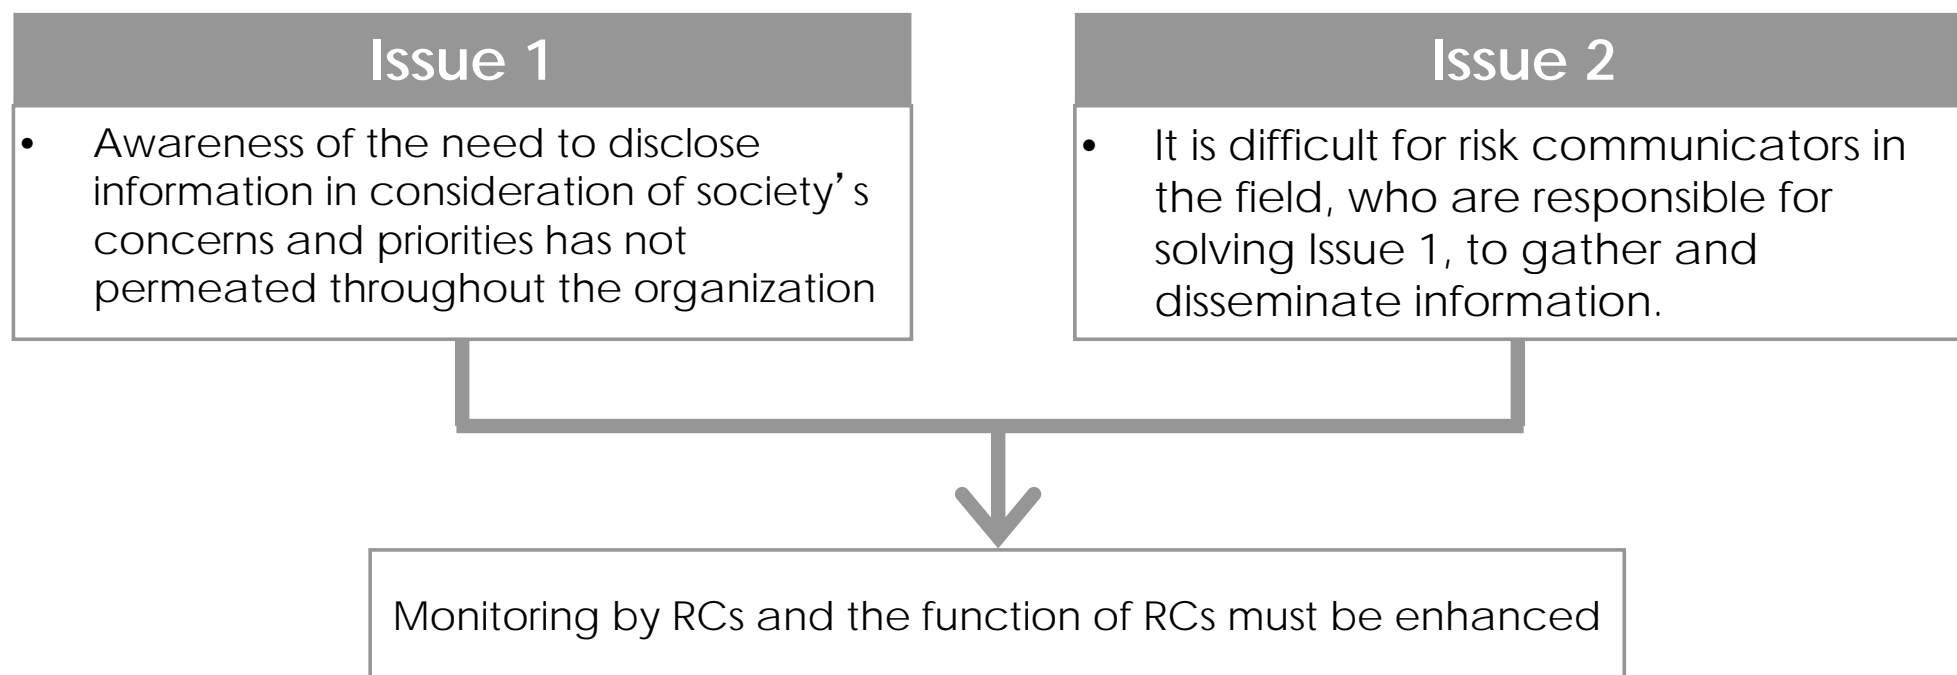 Issue 1
• Awareness of the need to disclose
information in consideration of society’s
concerns and priorities has not
permeated throughout the organization
Issue 2
• It is difficult for risk communicators in
the field, who are responsible for
solving Issue 1, to gather and
disseminate information.
Monitoring by RCs and the function of RCs must be enhanced